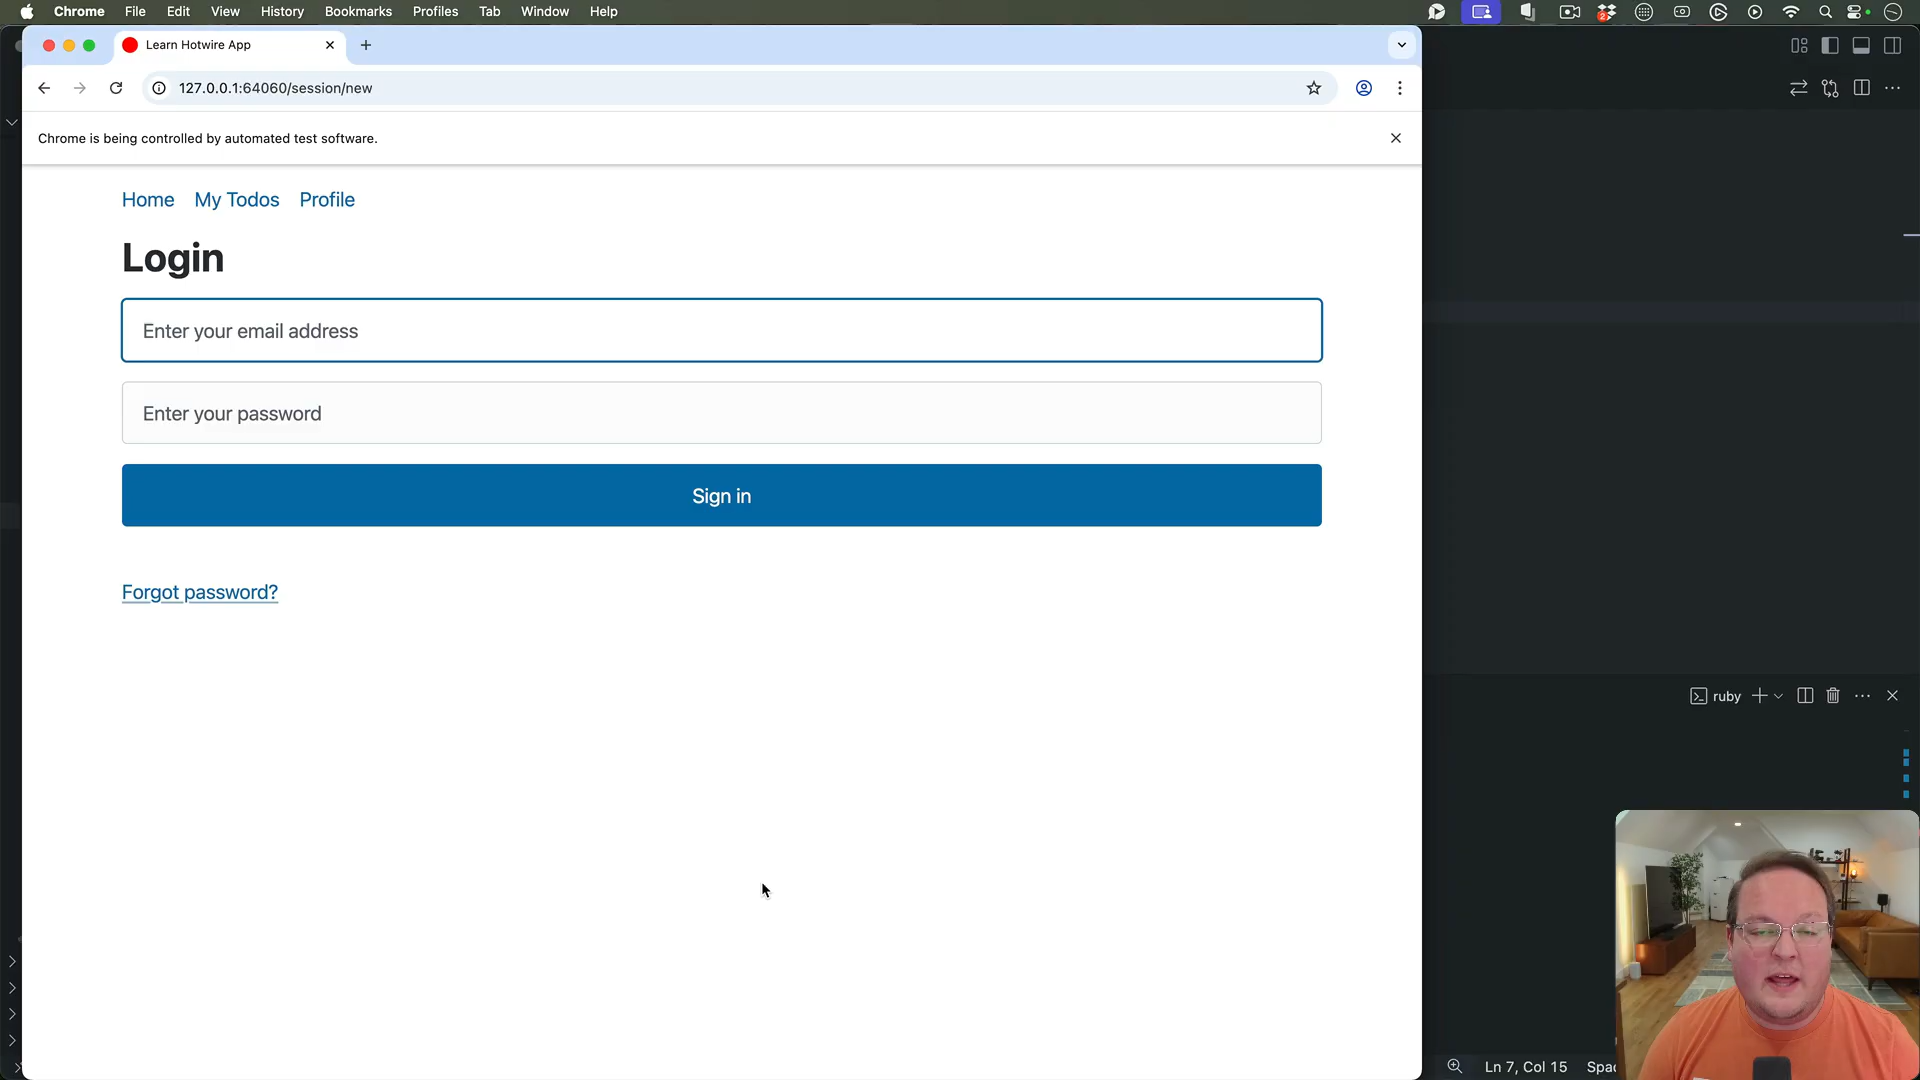 Chrome File Edit View History Bookmarks Profiles Tab Window Help
2
Learn Hotwire App
127.0.0.1:64060/session/new
Chrome is being controlled by automated test software.
Home My Todos Profile
Login
Enter your email address
Enter your password
Sign in
Forgot password?
ruby
Ln 7, Col 15 Spac